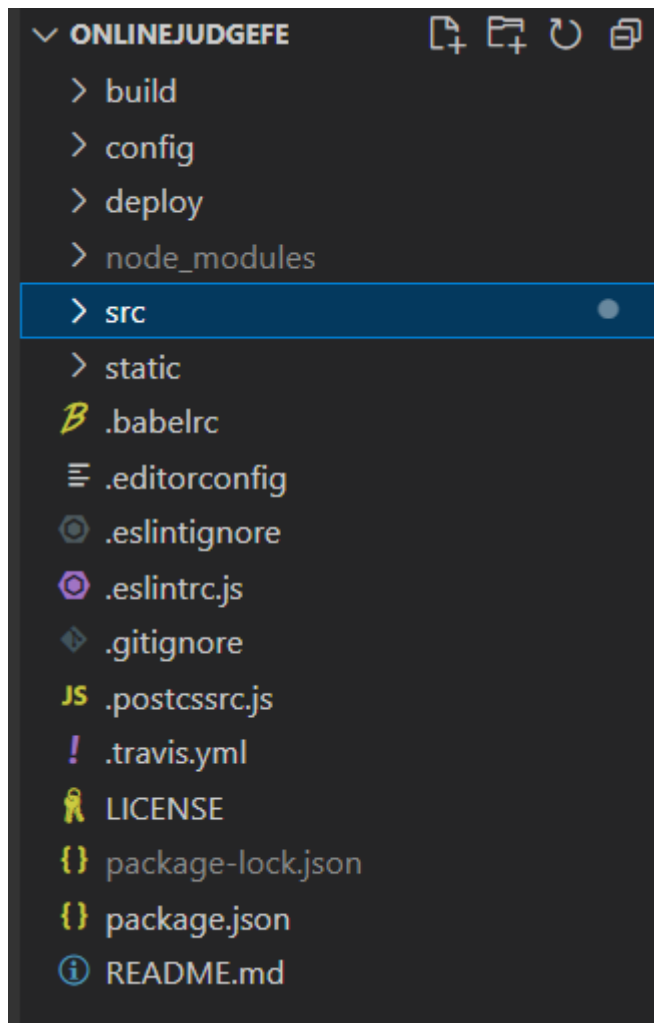 ONLINEJUDGEFE
build
config
deploy
node_modules
src
static
.babelrc
.editorconfig
.eslintignore
.eslintrc.js
.gitignore
JS .postcssrc.js
! .travis.yml
LICENSE
{} package-lock.json
{} package.json
README.md